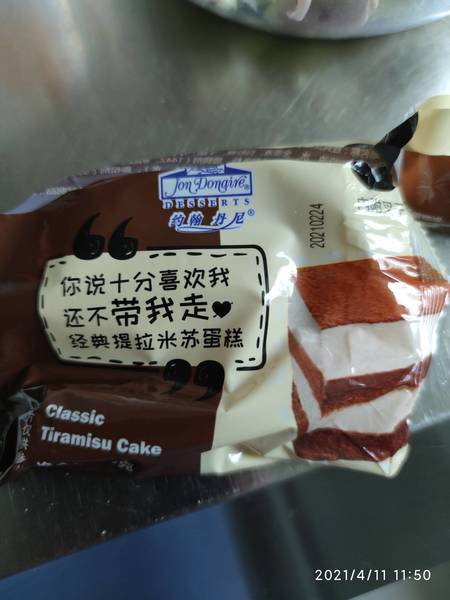 Jon Donaire®
DESSERTS
约翰丹尼®
20210224
你说十分喜欢我
还不带我走
经典提拉米苏蛋糕
Classic
Tiramisu Cake
2021/4/11 11:50